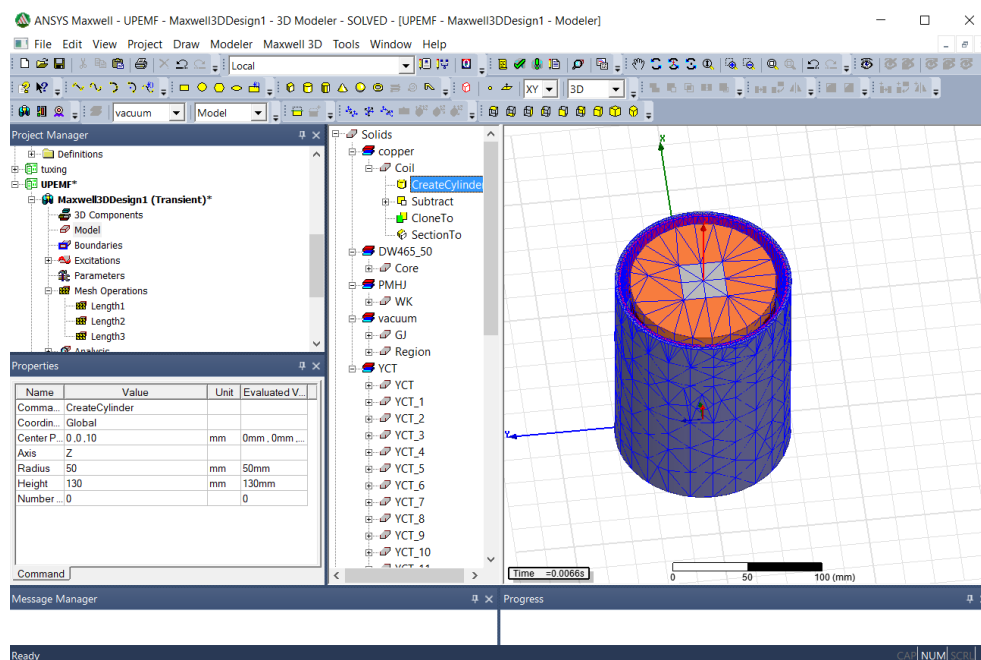 ANSYS Maxwell - UPEMF - Maxwell3DDesign1 - 3D Modeler - SOLVED - [UPEMF - Maxwell3DDesign1 - Modeler]
File Edit View Project Draw Modeler Maxwell 3D Tools Window Help
Local
XY 3D
vacuum Model
Project Manager
Definitions
tuxing
UPEMF*
Maxwell3DDesign1 (Transient)*
3D Components
Model
Boundaries
Excitations
Parameters
Mesh Operations
Length1
Length2
Length3
Analysis
Properties
Name Value Unit Evaluated V...
Comma... CreateCylinder
Coordin... Global
Center P... 0,0,10 mm 0mm , 0mm ,...
Axis Z
Radius 50 mm 50mm
Height 130 mm 130mm
Number ... 0 0
Command
Solids
copper
Coil
CreateCylinder
Subtract
CloneTo
SectionTo
DW465_50
Core
PMHJ
WK
vacuum
GJ
Region
YCT
YCT
YCT_1
YCT_2
YCT_3
YCT_4
YCT_5
YCT_6
YCT_7
YCT_8
YCT_9
YCT_10
YCT_11
X
Y
Time =0.0066s
0 50 100 (mm)
Message Manager
Progress
Ready
CAP NUM SCRL